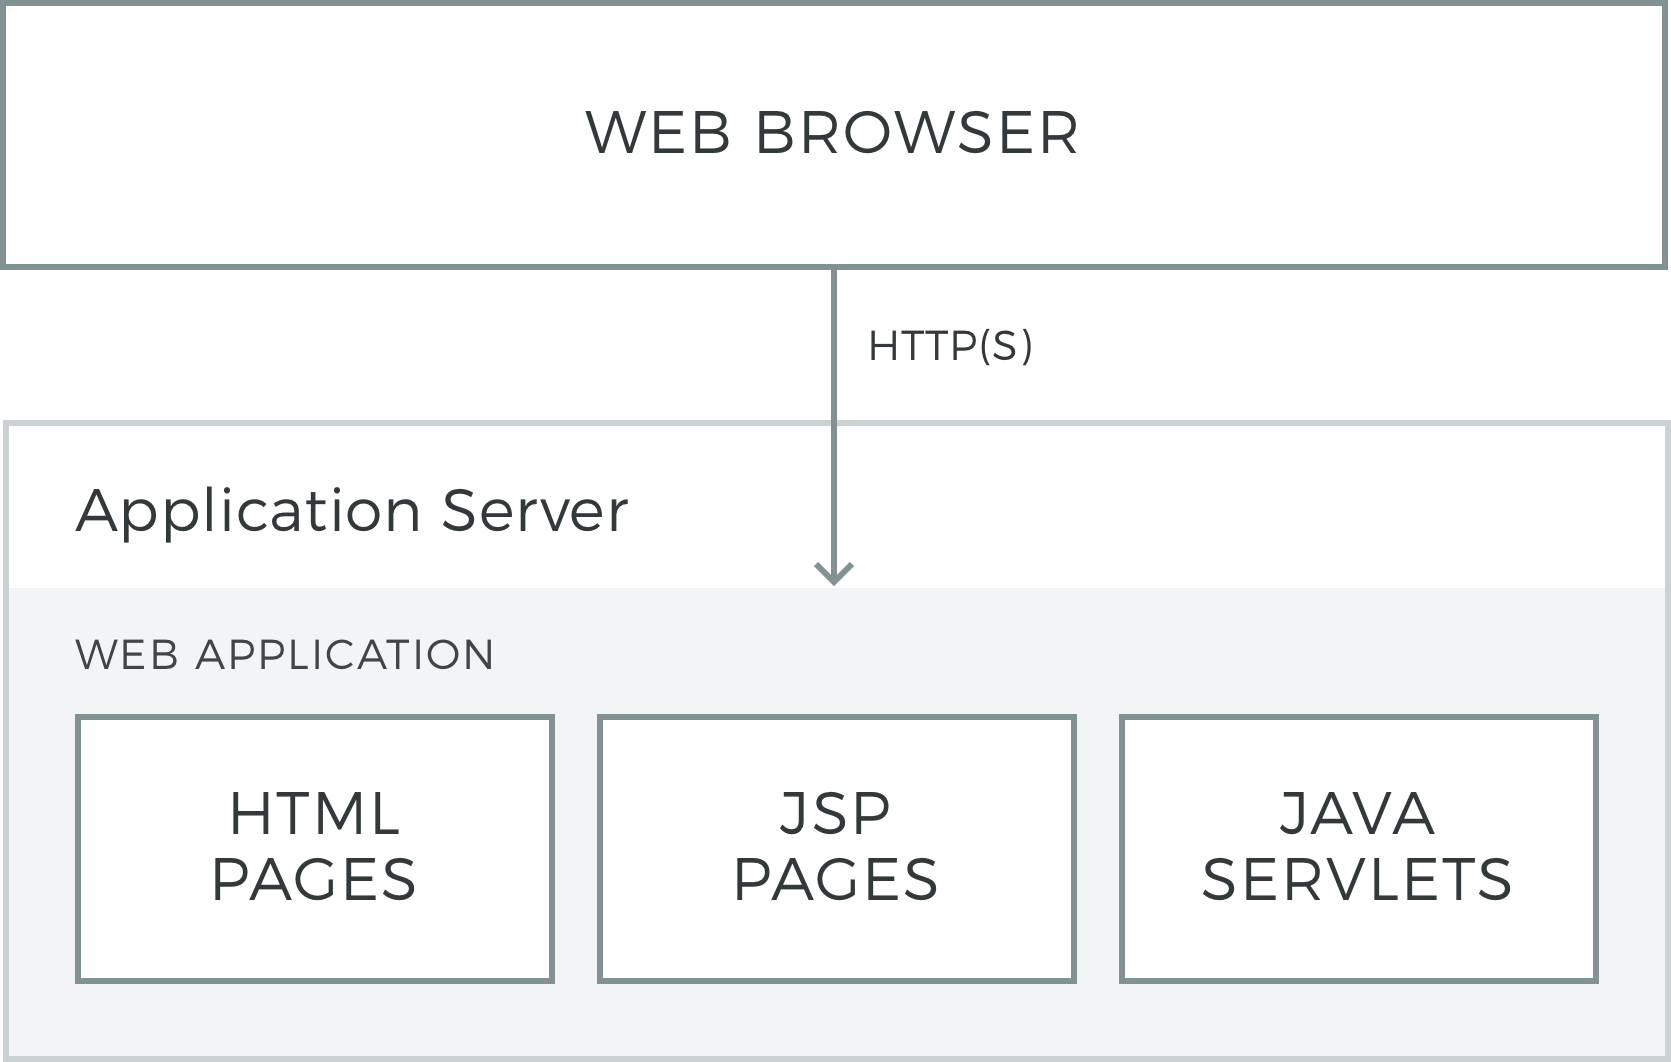 WEB BROWSER
HTTP(S)
Application Server
WEB APPLICATION
HTML
PAGES
JSP
PAGES
JAVA
SERVLETS